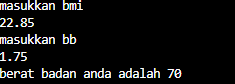 masukkan bmi
22.85
masukkan bb
1.75
berat badan anda adalah 70